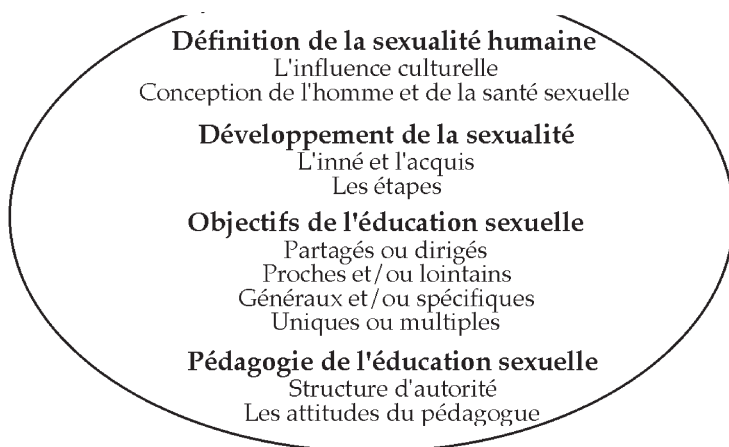 Définition de la sexualité humaine
L'influence culturelle
Conception de l'homme et de la santé sexuelle
Développement de la sexualité
L'inné et l'acquis
Les étapes
Objectifs de l'éducation sexuelle
Partagés ou dirigés
Proches et/ou lointains
Généraux et/ou spécifiques
Uniques ou multiples
Pédagogie de l'éducation sexuelle
Structure d'autorité
Les attitudes du pédagogue